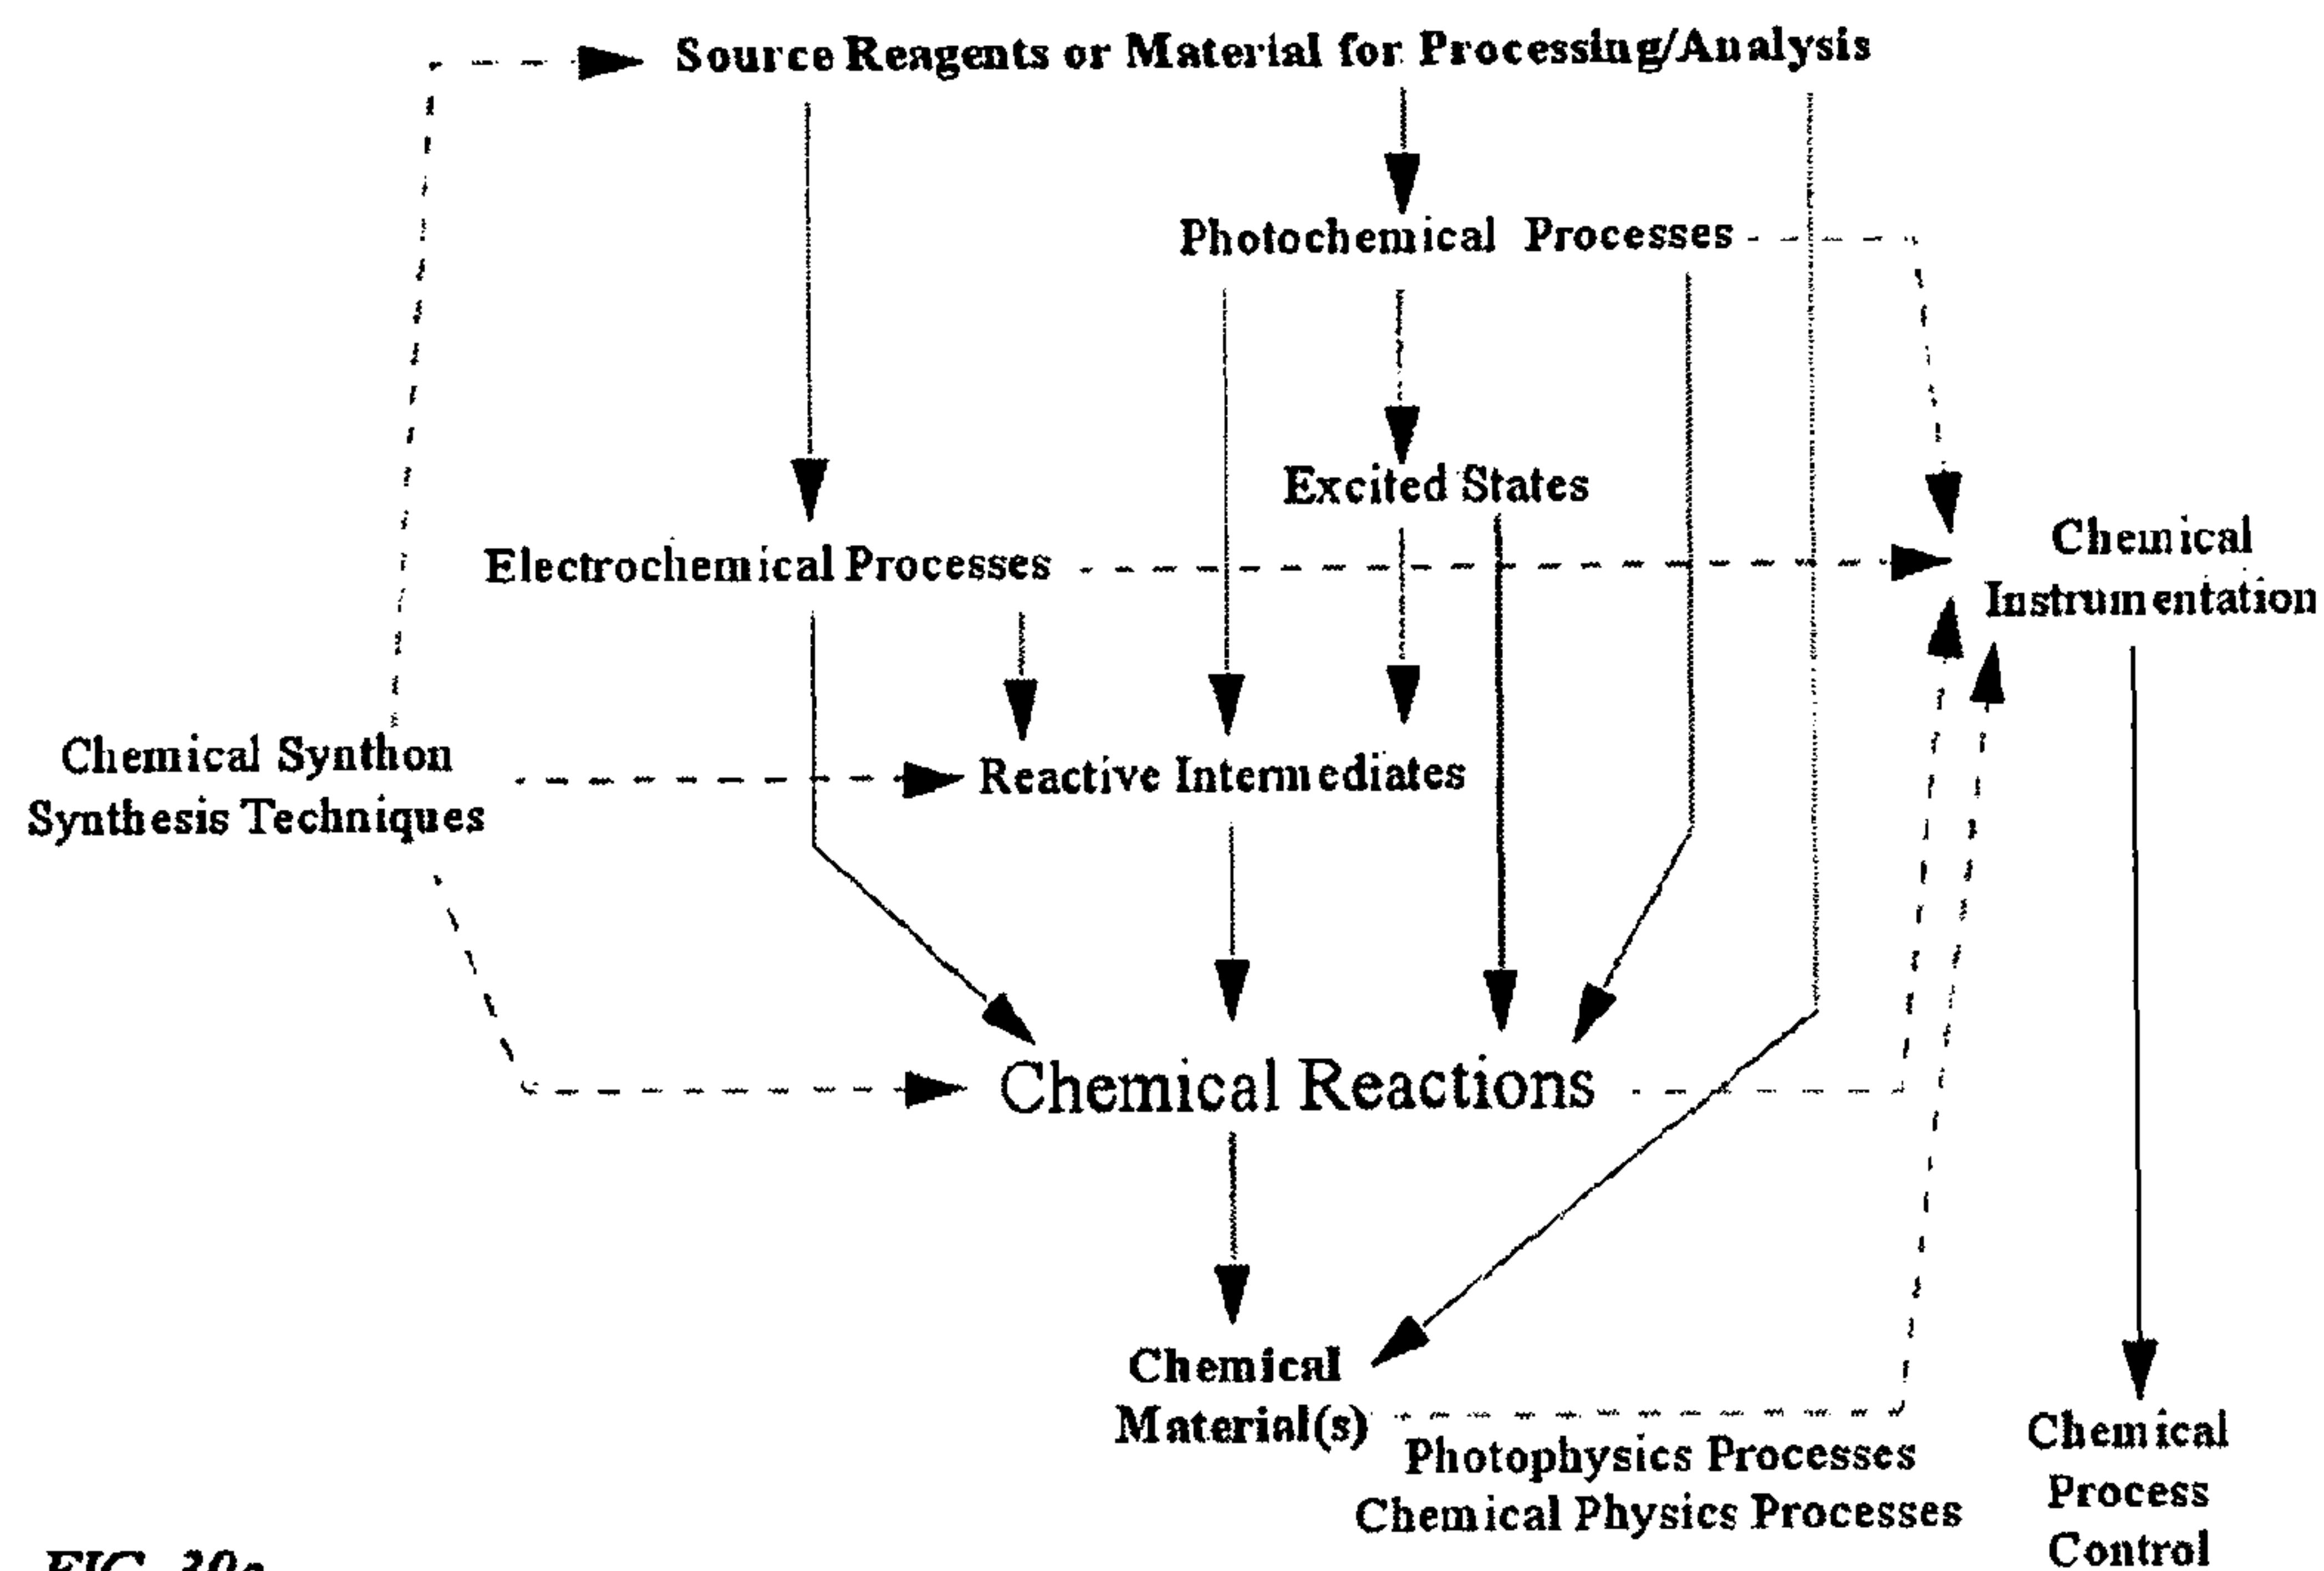 Source Reagents or Material for Processing/Analysis
Photochemical Processes
Excited States
Electrochemical Processes
Chemical
Instrumentation
Chemical Synthon
Synthesis Techniques
Reactive Intermediates
Chemical Reactions
Chemical
Material(s)
Photophysics Processes
Chemical Physics Processes
Chemical
Process
Control
FIG.